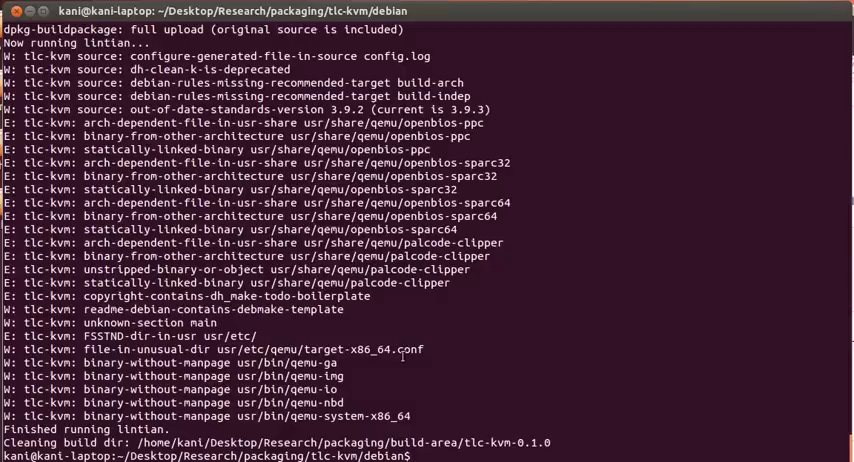 kani@kani-laptop: ~/Desktop/Research/packaging/tlc-kvm/debian
dpkg-buildpackage: full upload (original source is included)
Now running lintian...
W: tlc-kvm source: configure-generated-file-in-source config.log
W: tlc-kvm source: dh-clean-k-is-deprecated
W: tlc-kvm source: debian-rules-missing-recommended-target build-arch
W: tlc-kvm source: debian-rules-missing-recommended-target build-indep
W: tlc-kvm source: out-of-date-standards-version 3.9.2 (current is 3.9.3)
E: tlc-kvm: arch-dependent-file-in-usr-share usr/share/qemu/openbios-ppc
E: tlc-kvm: binary-from-other-architecture usr/share/qemu/openbios-ppc
E: tlc-kvm: statically-linked-binary usr/share/qemu/openbios-ppc
E: tlc-kvm: arch-dependent-file-in-usr-share usr/share/qemu/openbios-sparc32
E: tlc-kvm: binary-from-other-architecture usr/share/qemu/openbios-sparc32
E: tlc-kvm: statically-linked-binary usr/share/qemu/openbios-sparc32
E: tlc-kvm: arch-dependent-file-in-usr-share usr/share/qemu/openbios-sparc64
E: tlc-kvm: binary-from-other-architecture usr/share/qemu/openbios-sparc64
E: tlc-kvm: statically-linked-binary usr/share/qemu/openbios-sparc64
E: tlc-kvm: arch-dependent-file-in-usr-share usr/share/qemu/palcode-clipper
E: tlc-kvm: binary-from-other-architecture usr/share/qemu/palcode-clipper
E: tlc-kvm: unstripped-binary-or-object usr/share/qemu/palcode-clipper
E: tlc-kvm: statically-linked-binary usr/share/qemu/palcode-clipper
E: tlc-kvm: copyright-contains-dh_make-todo-boilerplate
W: tlc-kvm: readme-debian-contains-debmake-template
W: tlc-kvm: unknown-section main
E: tlc-kvm: FSSTND-dir-in-usr usr/etc/
W: tlc-kvm: file-in-unusual-dir usr/etc/qemu/target-x86_64.conf
W: tlc-kvm: binary-without-manpage usr/bin/qemu-ga
W: tlc-kvm: binary-without-manpage usr/bin/qemu-img
W: tlc-kvm: binary-without-manpage usr/bin/qemu-io
W: tlc-kvm: binary-without-manpage usr/bin/qemu-nbd
W: tlc-kvm: binary-without-manpage usr/bin/qemu-system-x86_64
Finished running lintian.
Cleaning build dir: /home/kani/Desktop/Research/packaging/build-area/tlc-kvm-0.1.0
kani@kani-laptop:~/Desktop/Research/packaging/tlc-kvm/debian$